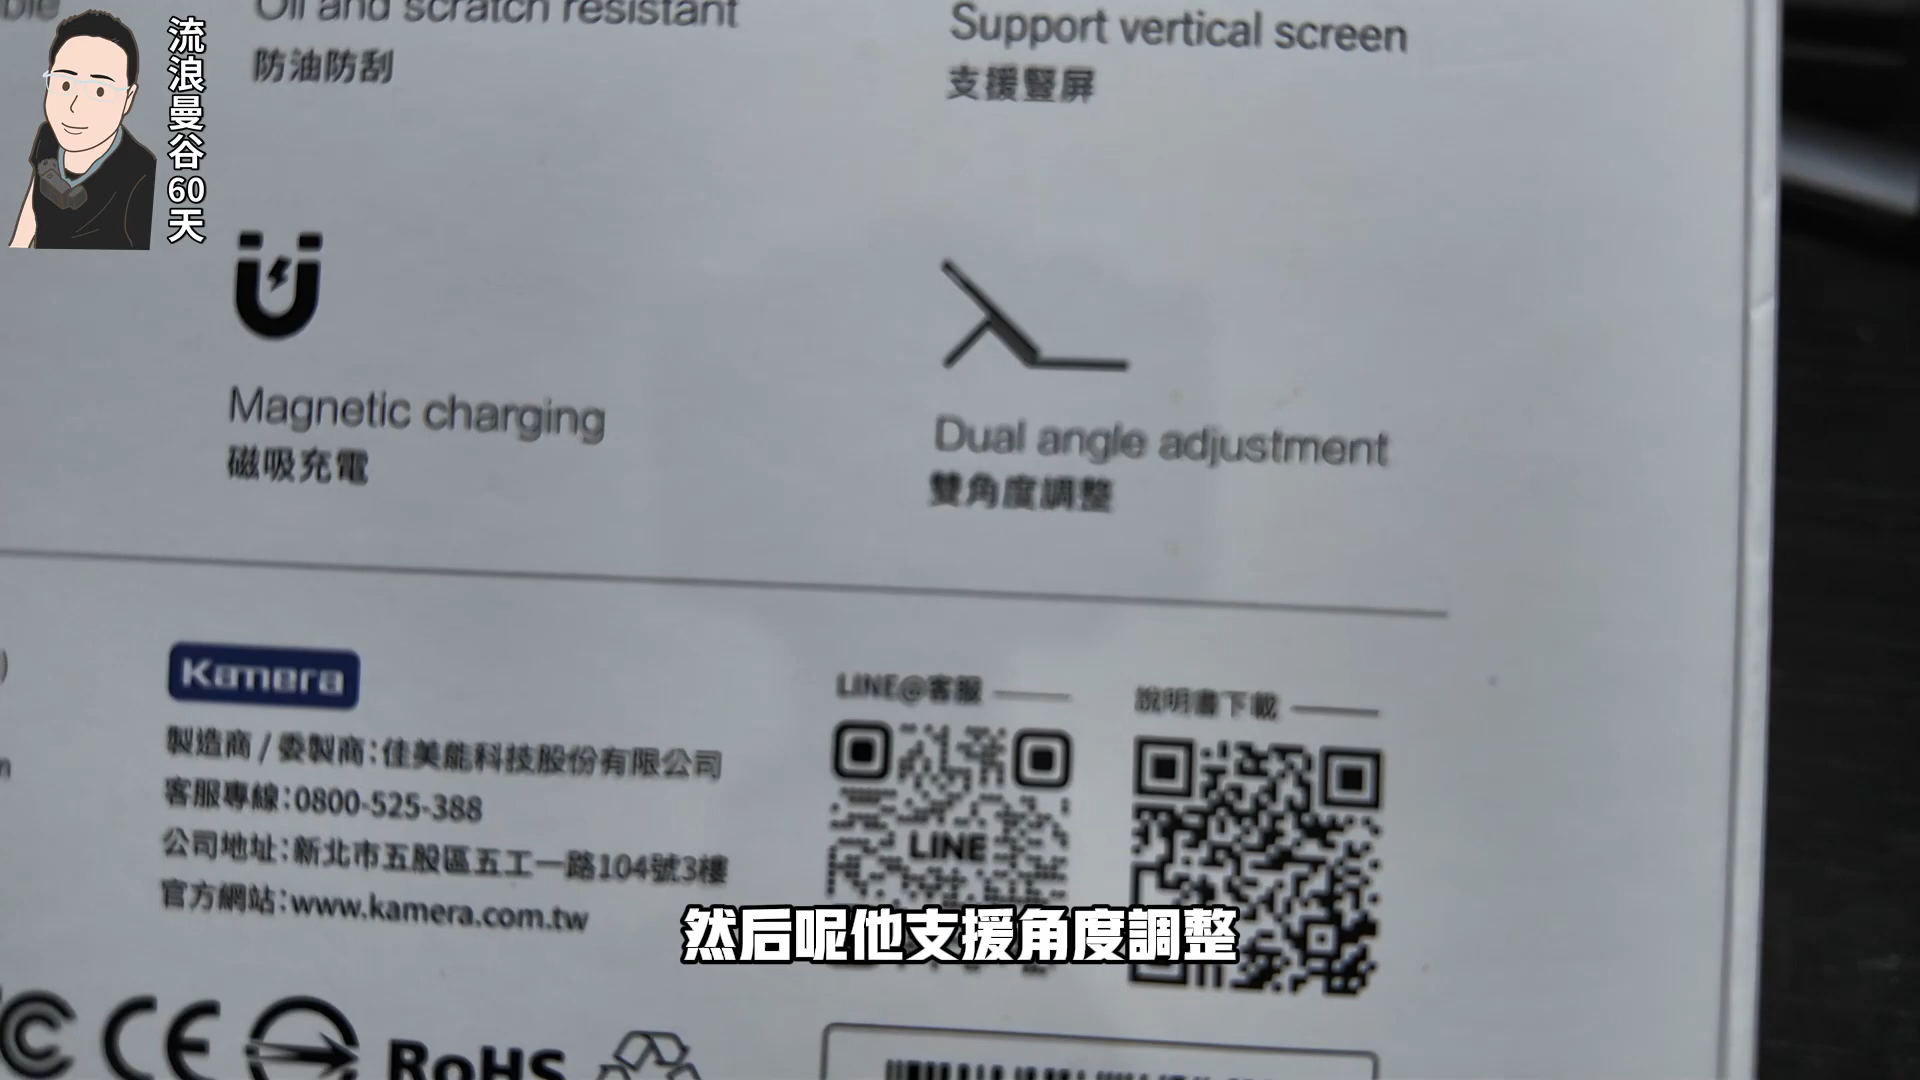 流浪曼谷60天
Oil and scratch resistant
防油防刮
Support vertical screen
支援豎屏
Magnetic charging
磁吸充電
Dual angle adjustment
雙角度調整
Kamera
製造商 / 委製商：佳美能科技股份有限公司
客服專線：0800-525-388
公司地址：新北市五股區五工一路104號3樓
官方網站：www.kamera.com.tw
LINE@客服
LINE
說明書下載
然后呢他支援角度調整
CE
RoHS